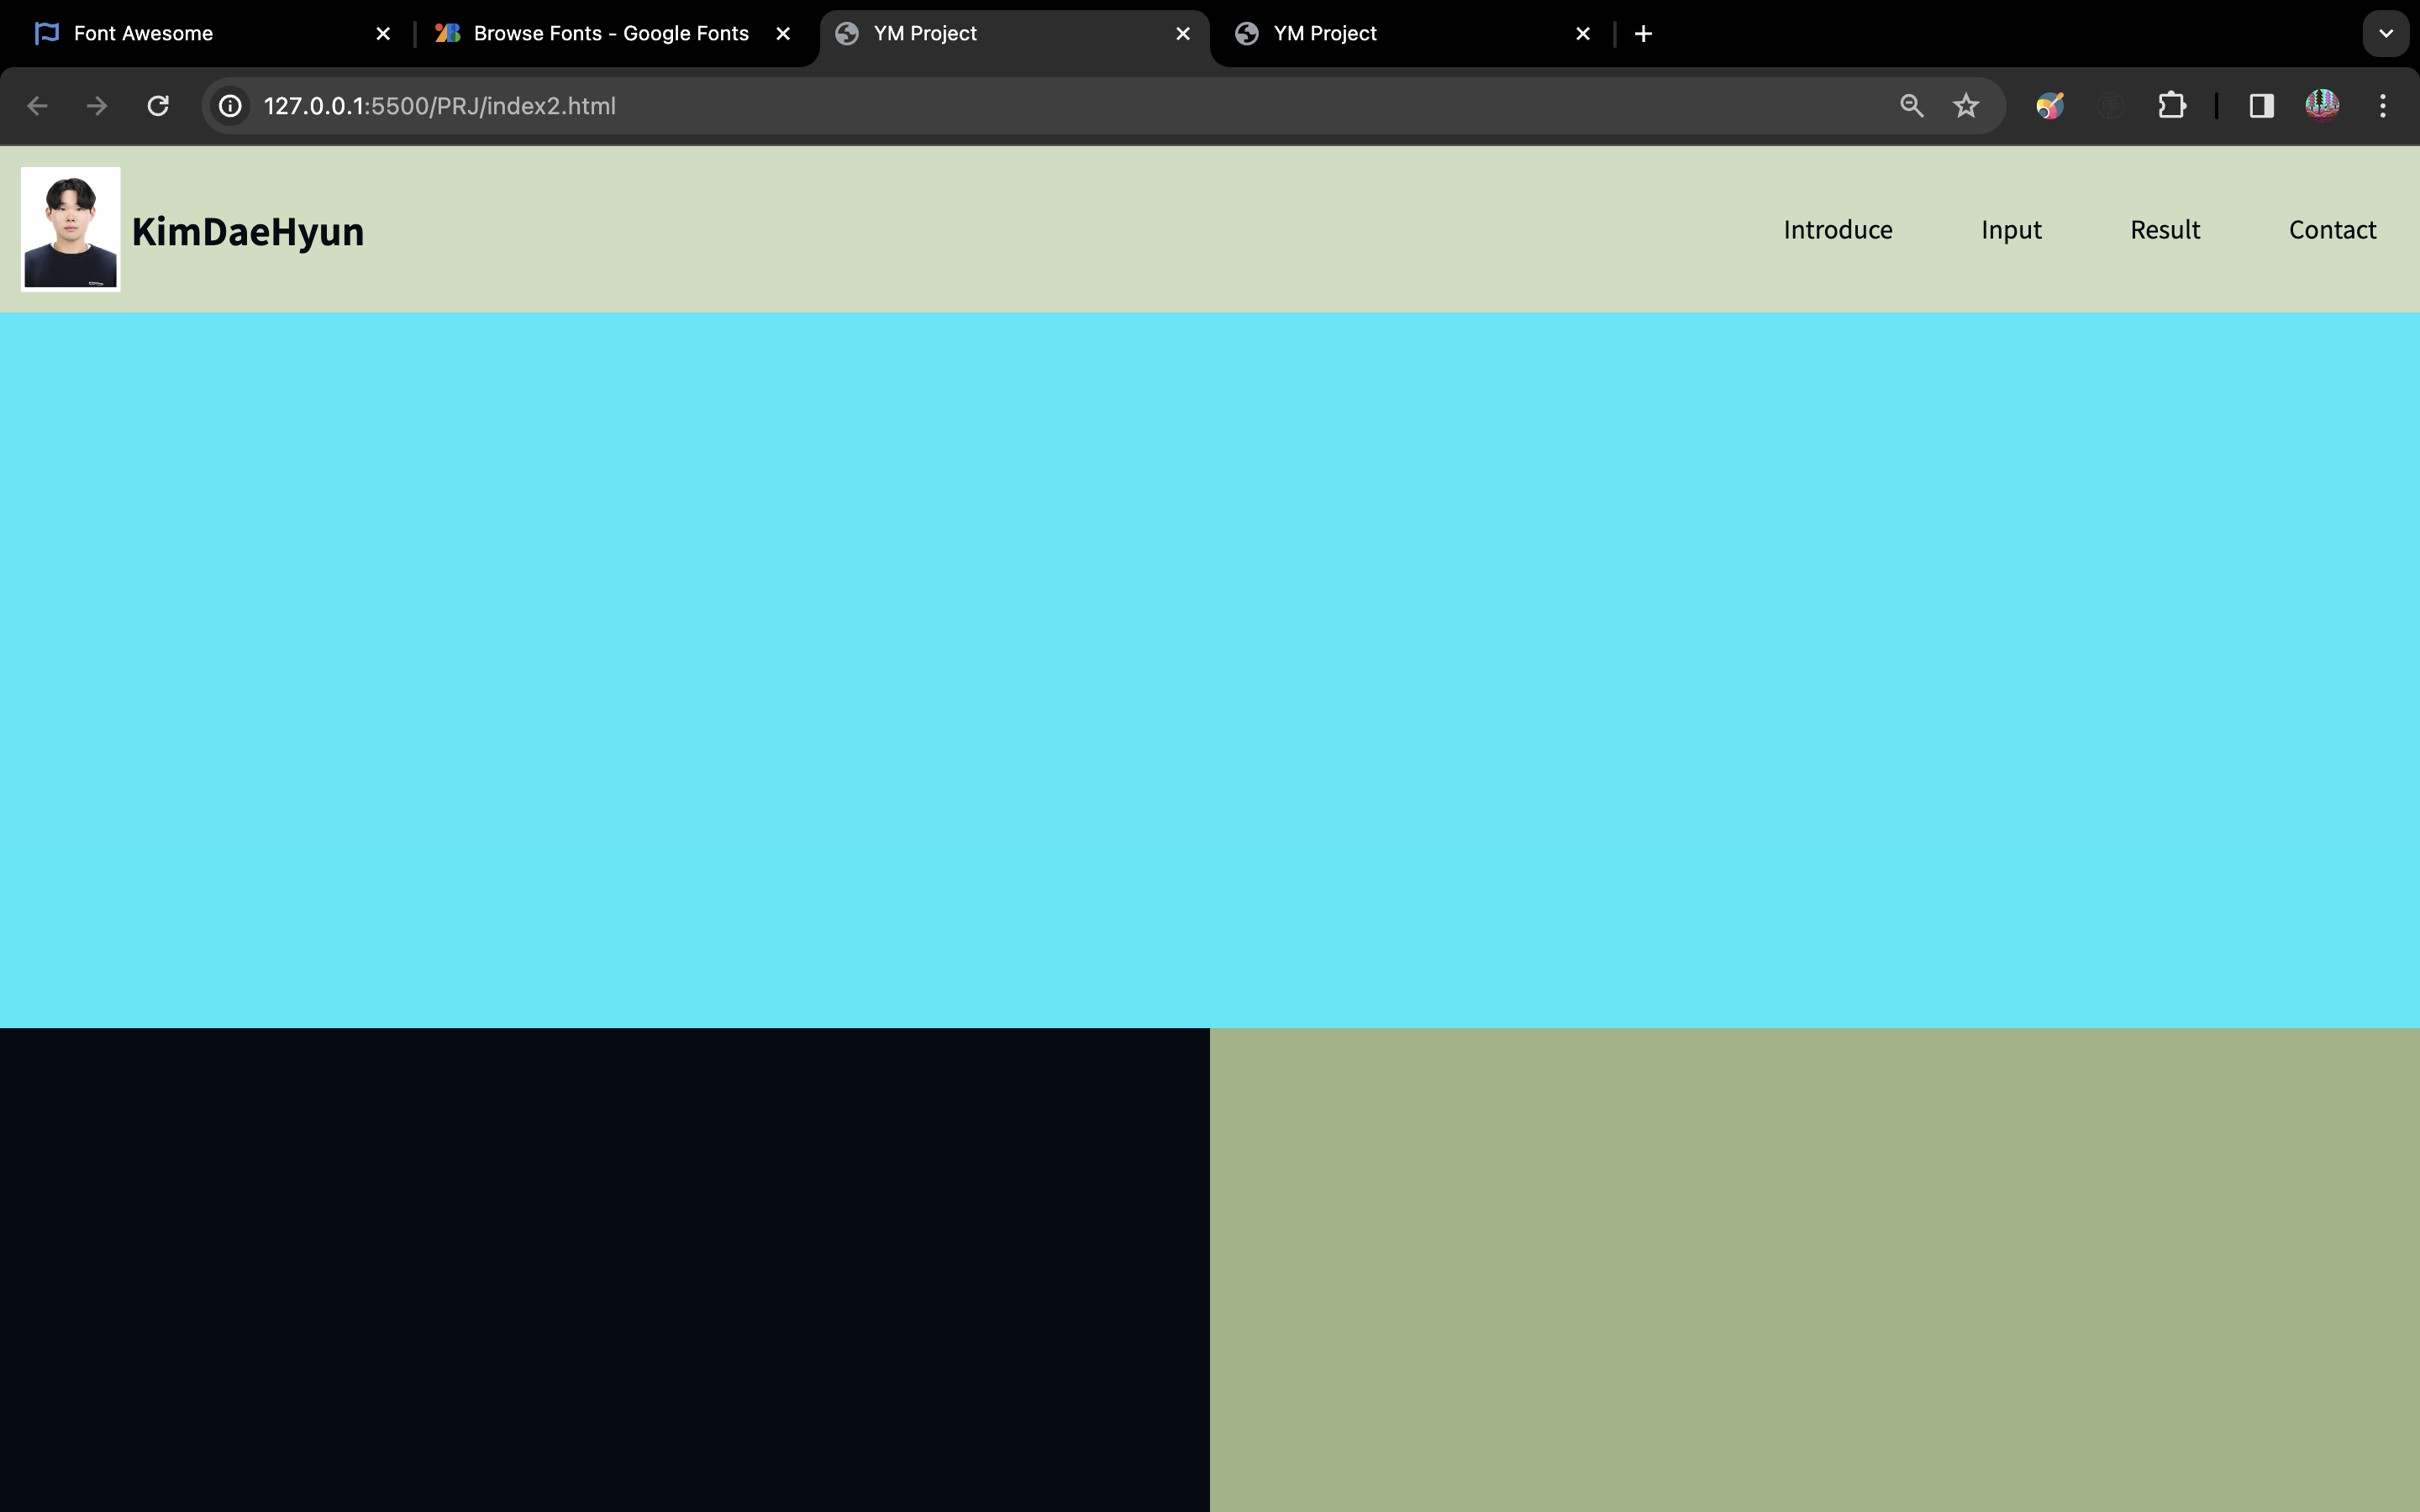 Font Awesome
Browse Fonts - Google Fonts
YM Project
YM Project
127.0.0.1:5500/PRJ/index2.html
KimDaeHyun
Introduce
Input
Result
Contact